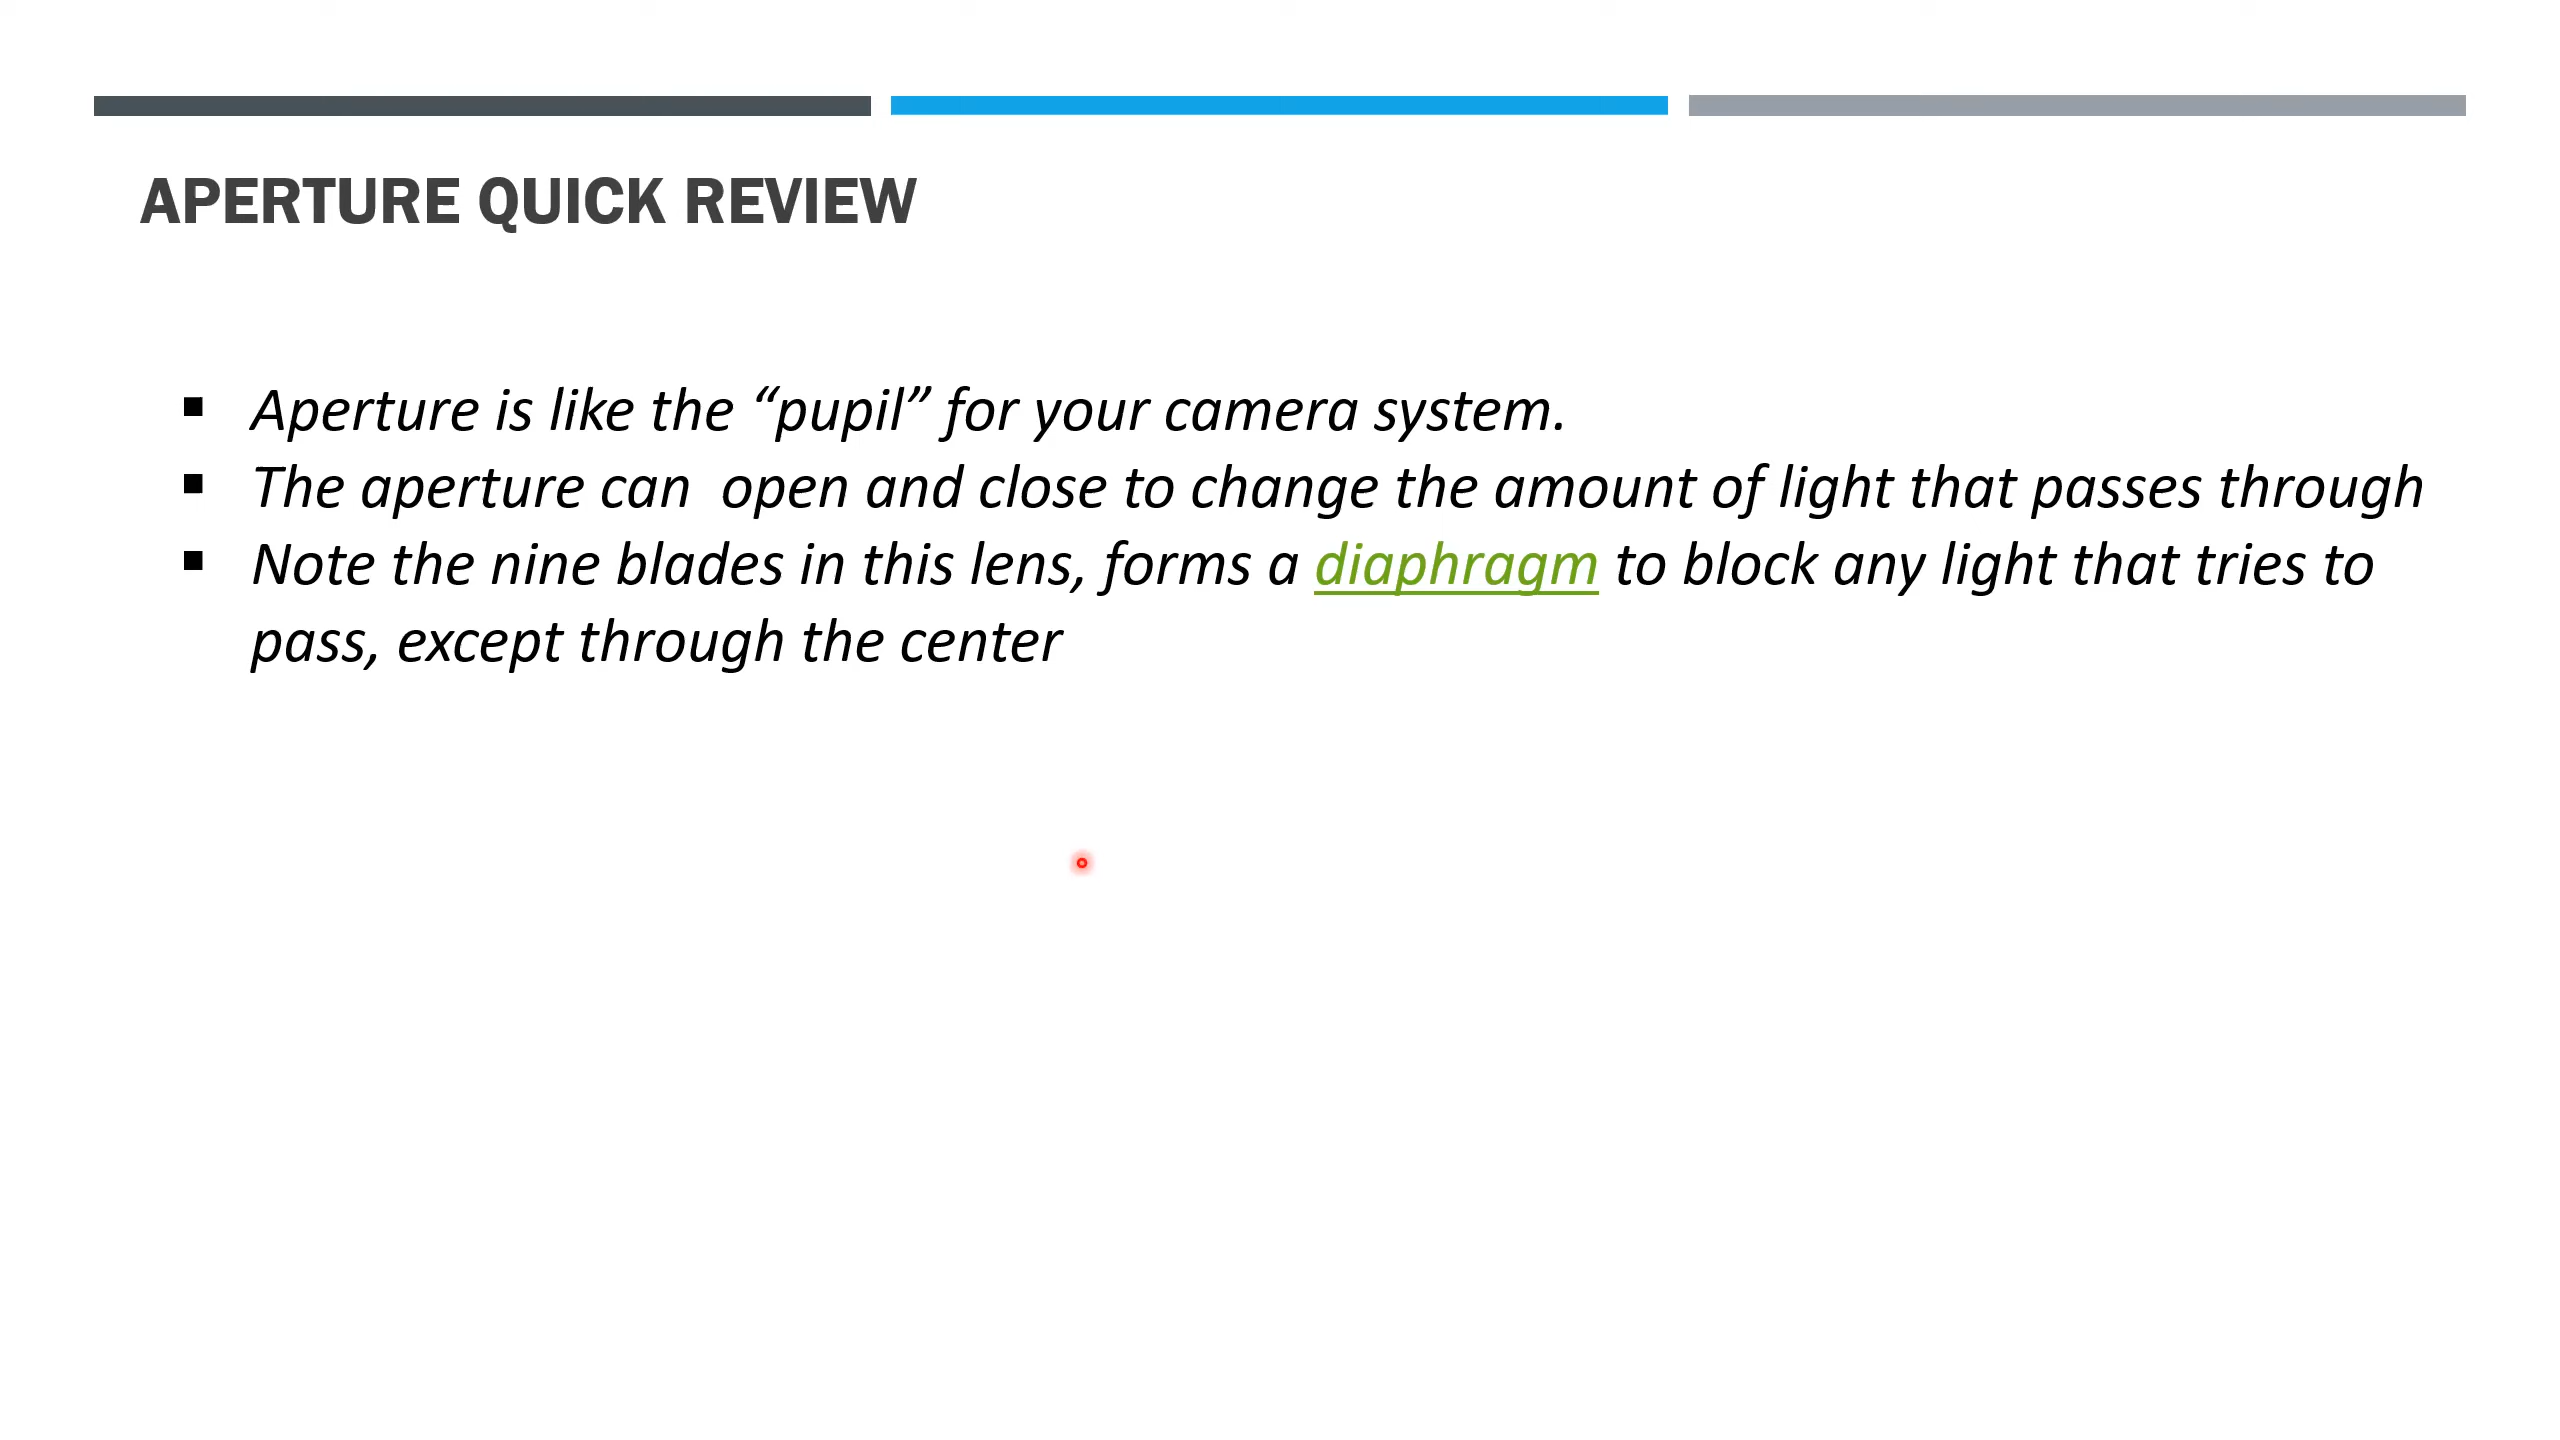 APERTURE QUICK REVIEW
▪ Aperture is like the “pupil” for your camera system.
▪ The aperture can  open and close to change the amount of light that passes through
▪ Note the nine blades in this lens, forms a diaphragm to block any light that tries to
pass, except through the center